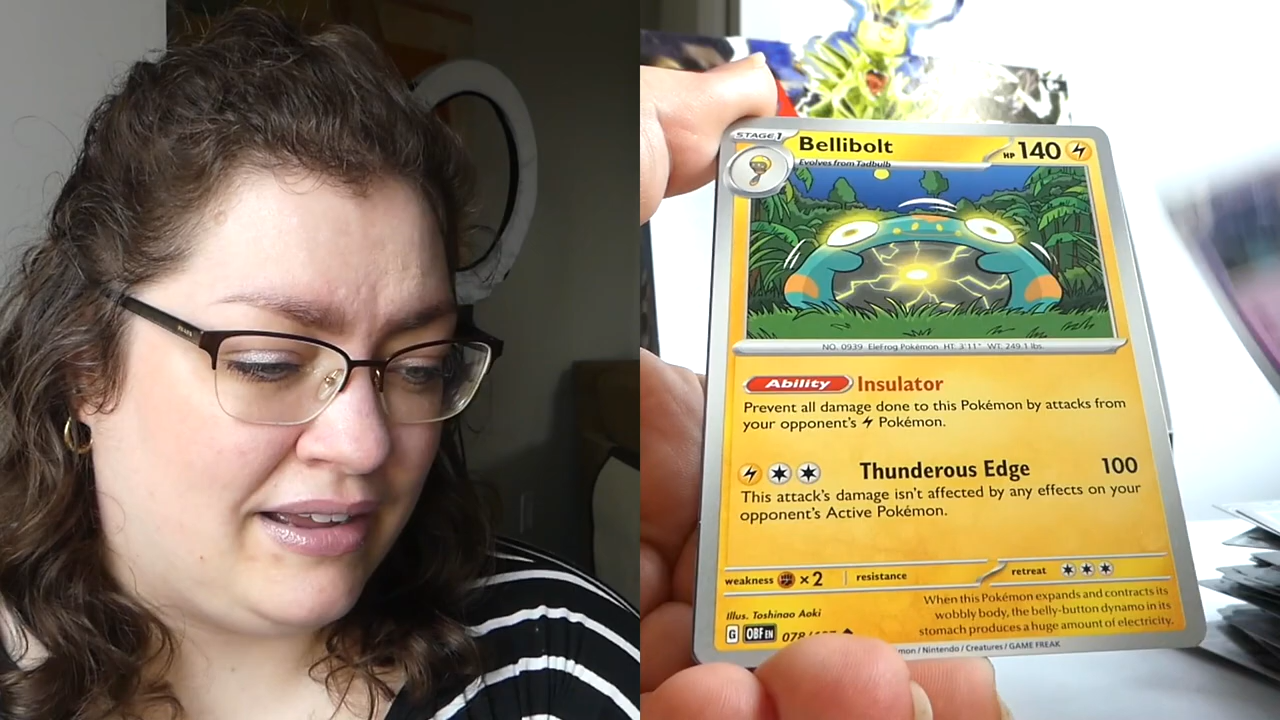 STAGE 1
Bellibolt
HP 140
Evolves from Tadbulb
NO. 0939 EleFrog Pokémon HT: 3'11" WT: 249.1 lbs.
Ability Insulator
Prevent all damage done to this Pokémon by attacks from
your opponent's Pokémon.
Thunderous Edge 100
This attack's damage isn't affected by any effects on your
opponent's Active Pokémon.
weakness ×2 resistance retreat
When this Pokémon expands and contracts its
wobbly body, the belly-button dynamo in its
stomach produces a huge amount of electricity.
Illus. Toshinao Aoki
G OBF EN 078/197
mon / Nintendo / Creatures / GAME FREAK